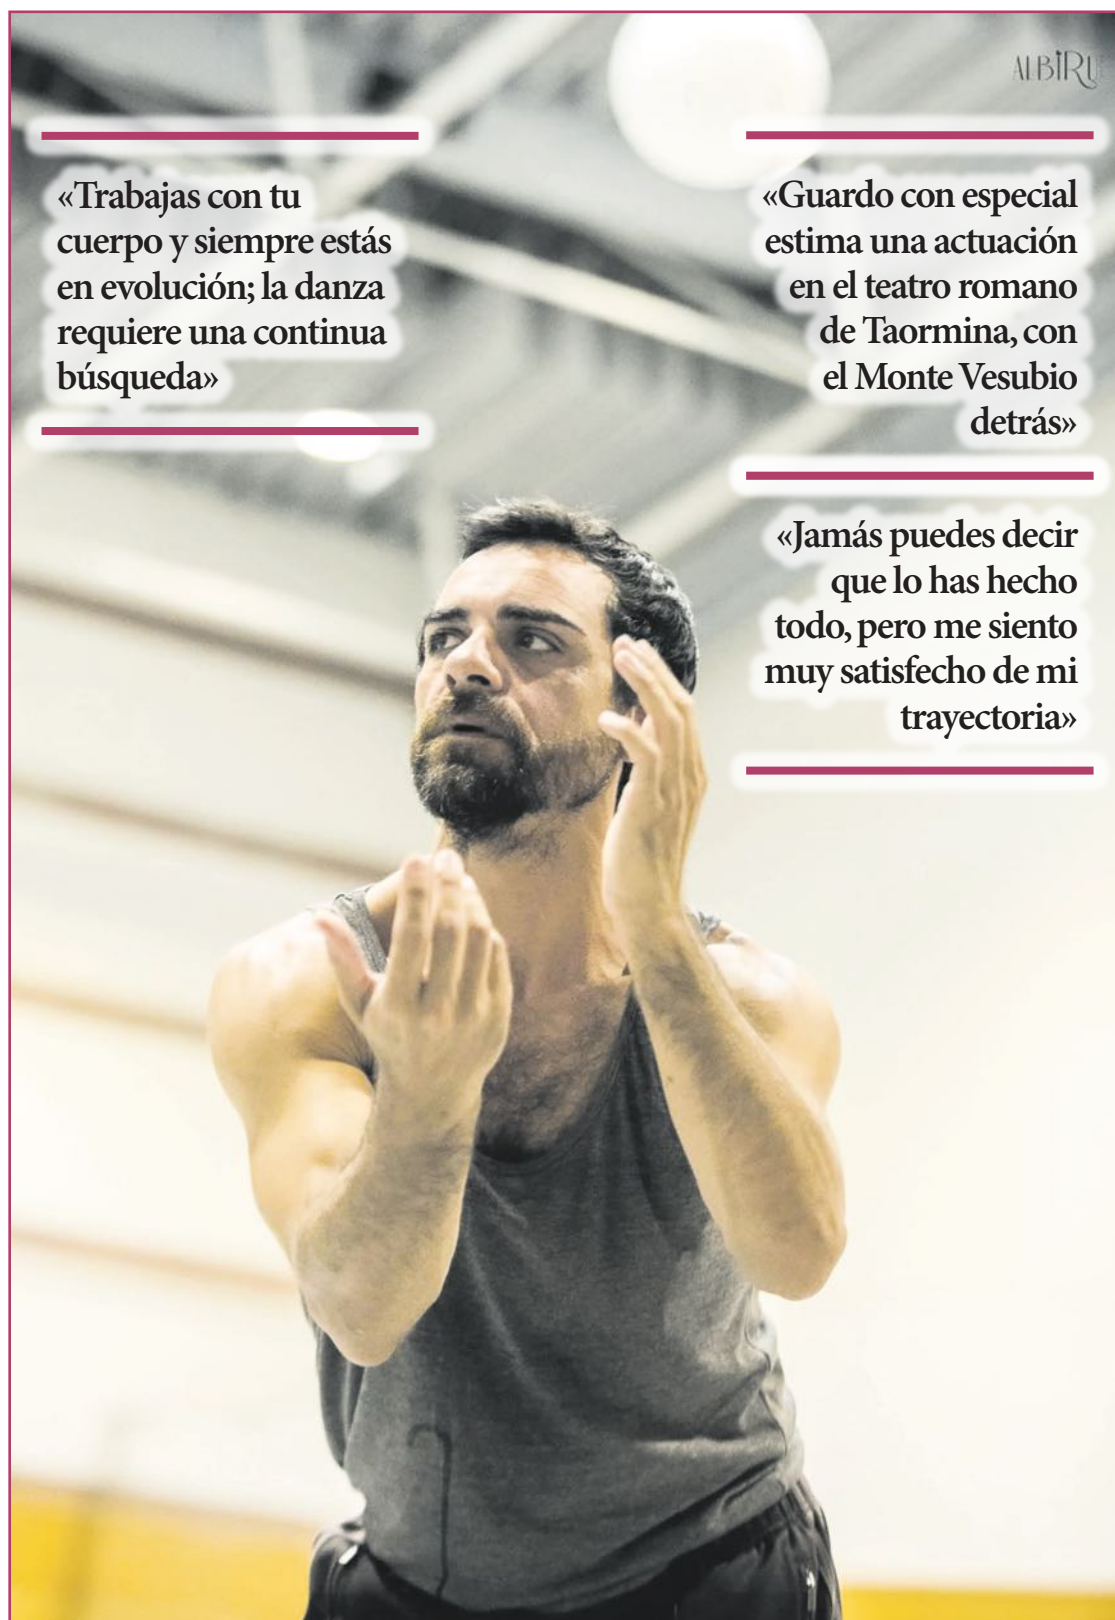 ALBIRU
«Trabajas con tu
cuerpo y siempre estás
en evolución; la danza
requiere una continua
búsqueda»
«Guardo con especial
estima una actuación
en el teatro romano
de Taormina, con
el Monte Vesubio
detrás»
«Jamás puedes decir
que lo has hecho
todo, pero me siento
muy satisfecho de mi
trayectoria»